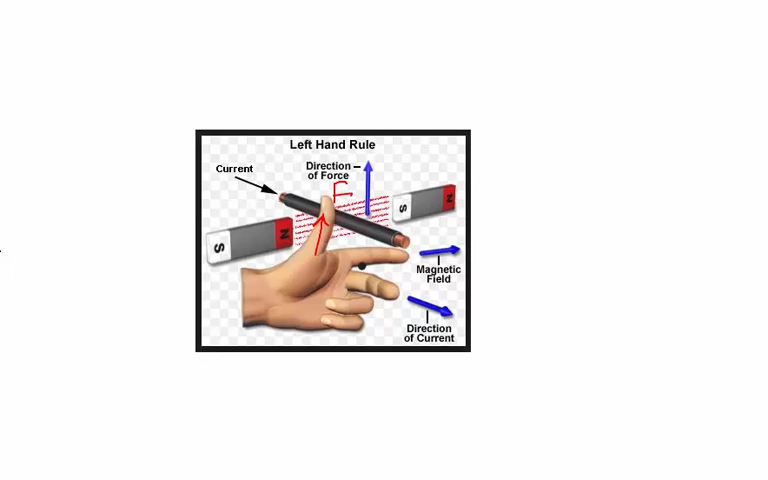 Left Hand Rule
Current
Direction
of Force
F
S
N
S
N
Magnetic
Field
Direction
of Current